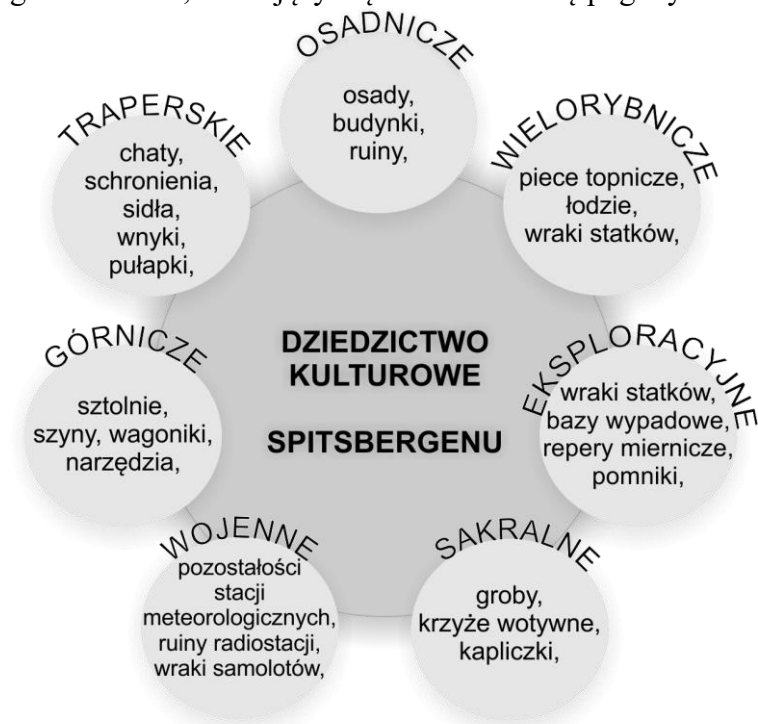 OSADNICZE
osady,
budynki,
ruiny,
TRAPERSKIE
chaty,
schronienia,
sidła,
wnyki,
pułapki,
WIELORYBNICZE
piece topnicze,
łodzie,
wraki statków,
DZIEDZICTWO
KULTUROWE
SPITSBERGENU
GÓRNICZE
sztolnie,
szyny, wagoniki,
narzędzia,
EKSPLORACYJNE
wraki statków,
bazy wypadowe,
repery miernicze,
pomniki,
WOJENNE
pozostałości
stacji
meteorologicznych,
ruiny radiostacji,
wraki samolotów,
SAKRALNE
groby,
krzyże wotywne,
kapliczki,